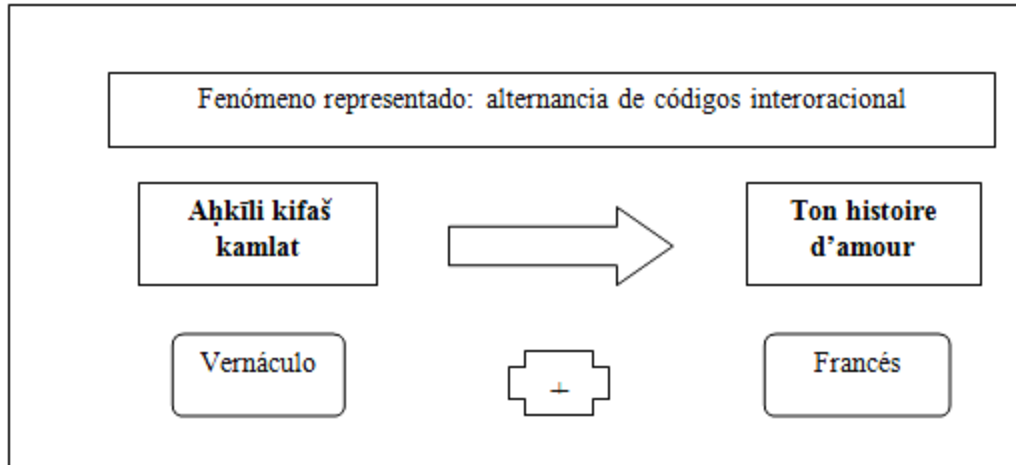 Fenómeno representado: alternancia de códigos interoracional
Aḥkīli kifaš
kamlat
Ton histoire
d’amour
Vernáculo
+
Francés